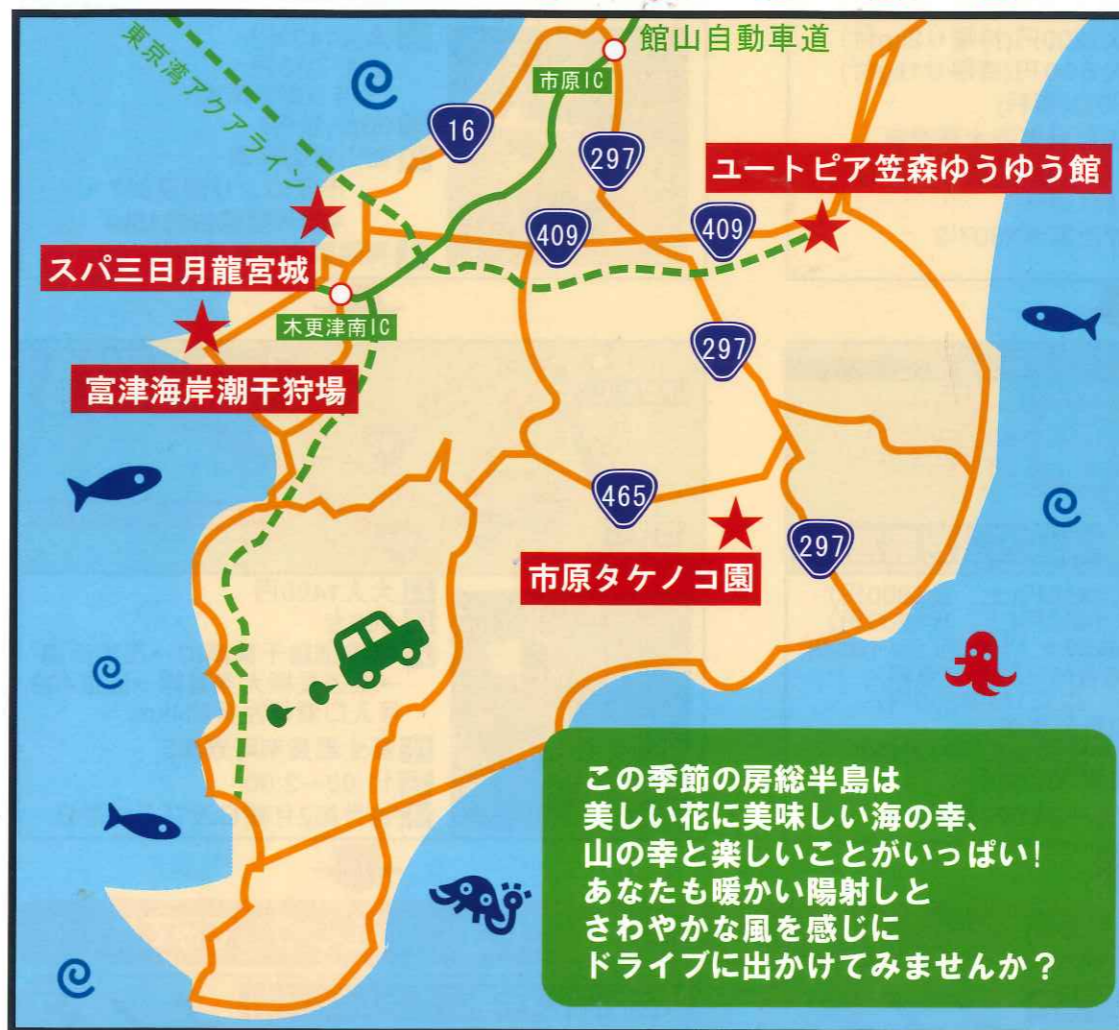 館山自動車道
東京湾アクアライン
市原IC
16
297
ユートピア笠森ゆうゆう館
409
409
スパ三日月龍宮城
木更津南IC
297
富津海岸潮干狩場
465
297
市原タケノコ園
この季節の房総半島は
美しい花に美味しい海の幸、
山の幸と楽しいことがいっぱい!
あなたも暖かい陽射しと
さわやかな風を感じに
ドライブに出かけてみませんか？